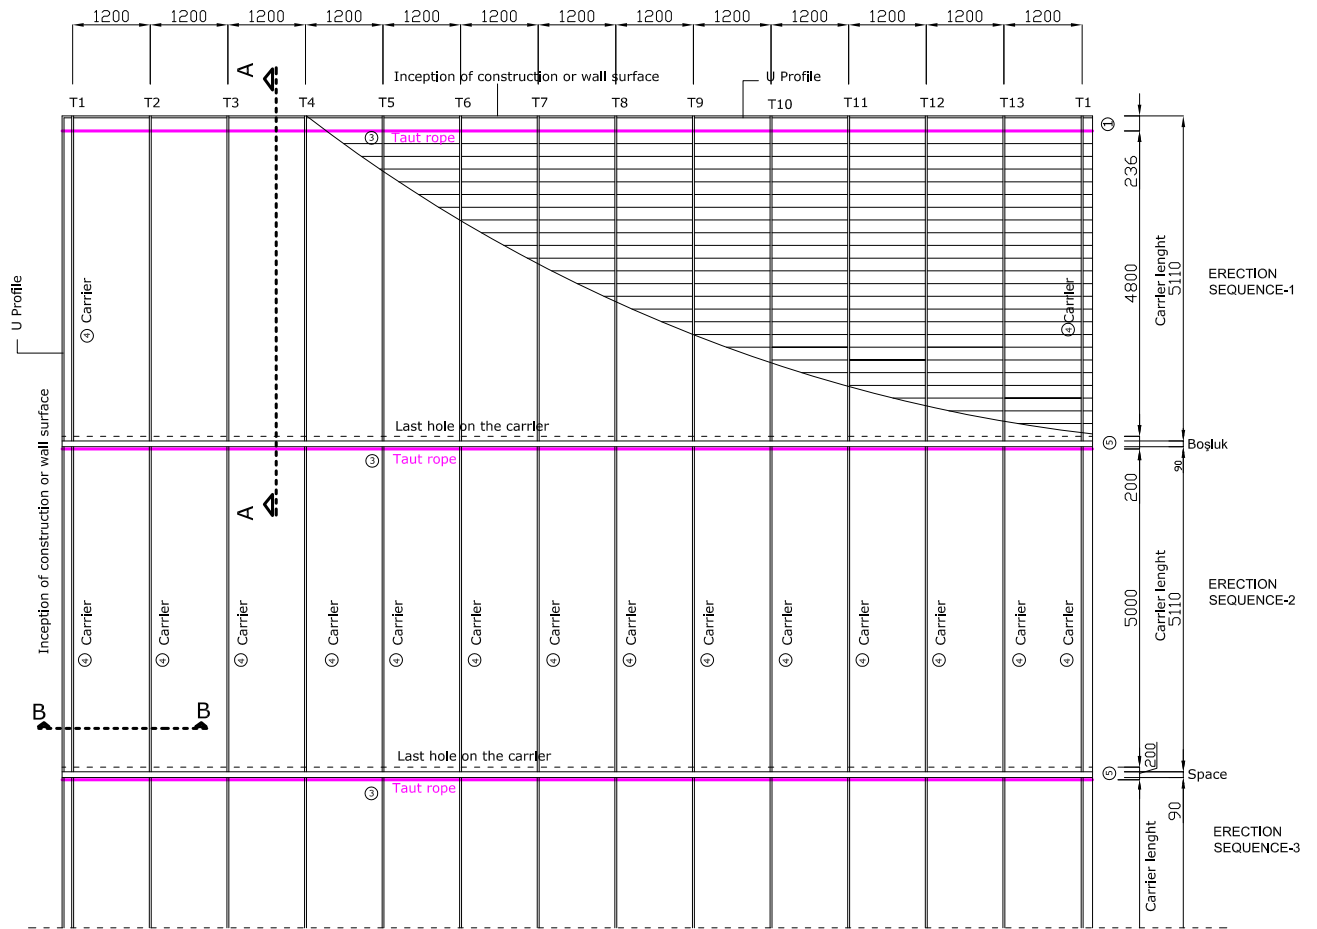 1200 1200 1200 1200 1200 1200 1200 1200 1200 1200 1200 1200 1200
A
Inception of construction or wall surface
U Profile
T1 T2 T3 T4 T5 T6 T7 T8 T9 T10 T11 T12 T13 T1
3 Taut rope
1
236
4800
Carrier lenght
5110
ERECTION
SEQUENCE-1
U Profile
4 Carrier
4 Carrier
Inception of construction or wall surface
Last hole on the carrier
5
Boşluk
3 Taut rope
90
200
A
5000
Carrier lenght
5110
ERECTION
SEQUENCE-2
4 Carrier
4 Carrier
4 Carrier
4 Carrier
4 Carrier
4 Carrier
4 Carrier
4 Carrier
4 Carrier
4 Carrier
4 Carrier
4 Carrier
4 Carrier
4 Carrier
B B
Last hole on the carrier
200
5
Space
3 Taut rope
90
Carrier lenght
ERECTION
SEQUENCE-3